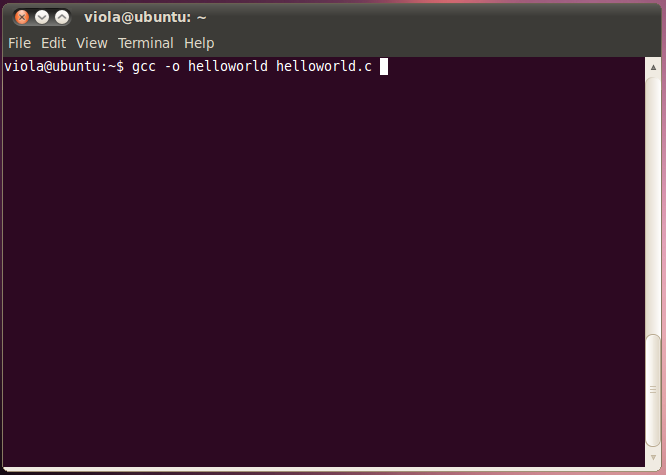 viola@ubuntu: ~
File Edit View Terminal Help
viola@ubuntu:~$ gcc -o helloworld helloworld.c